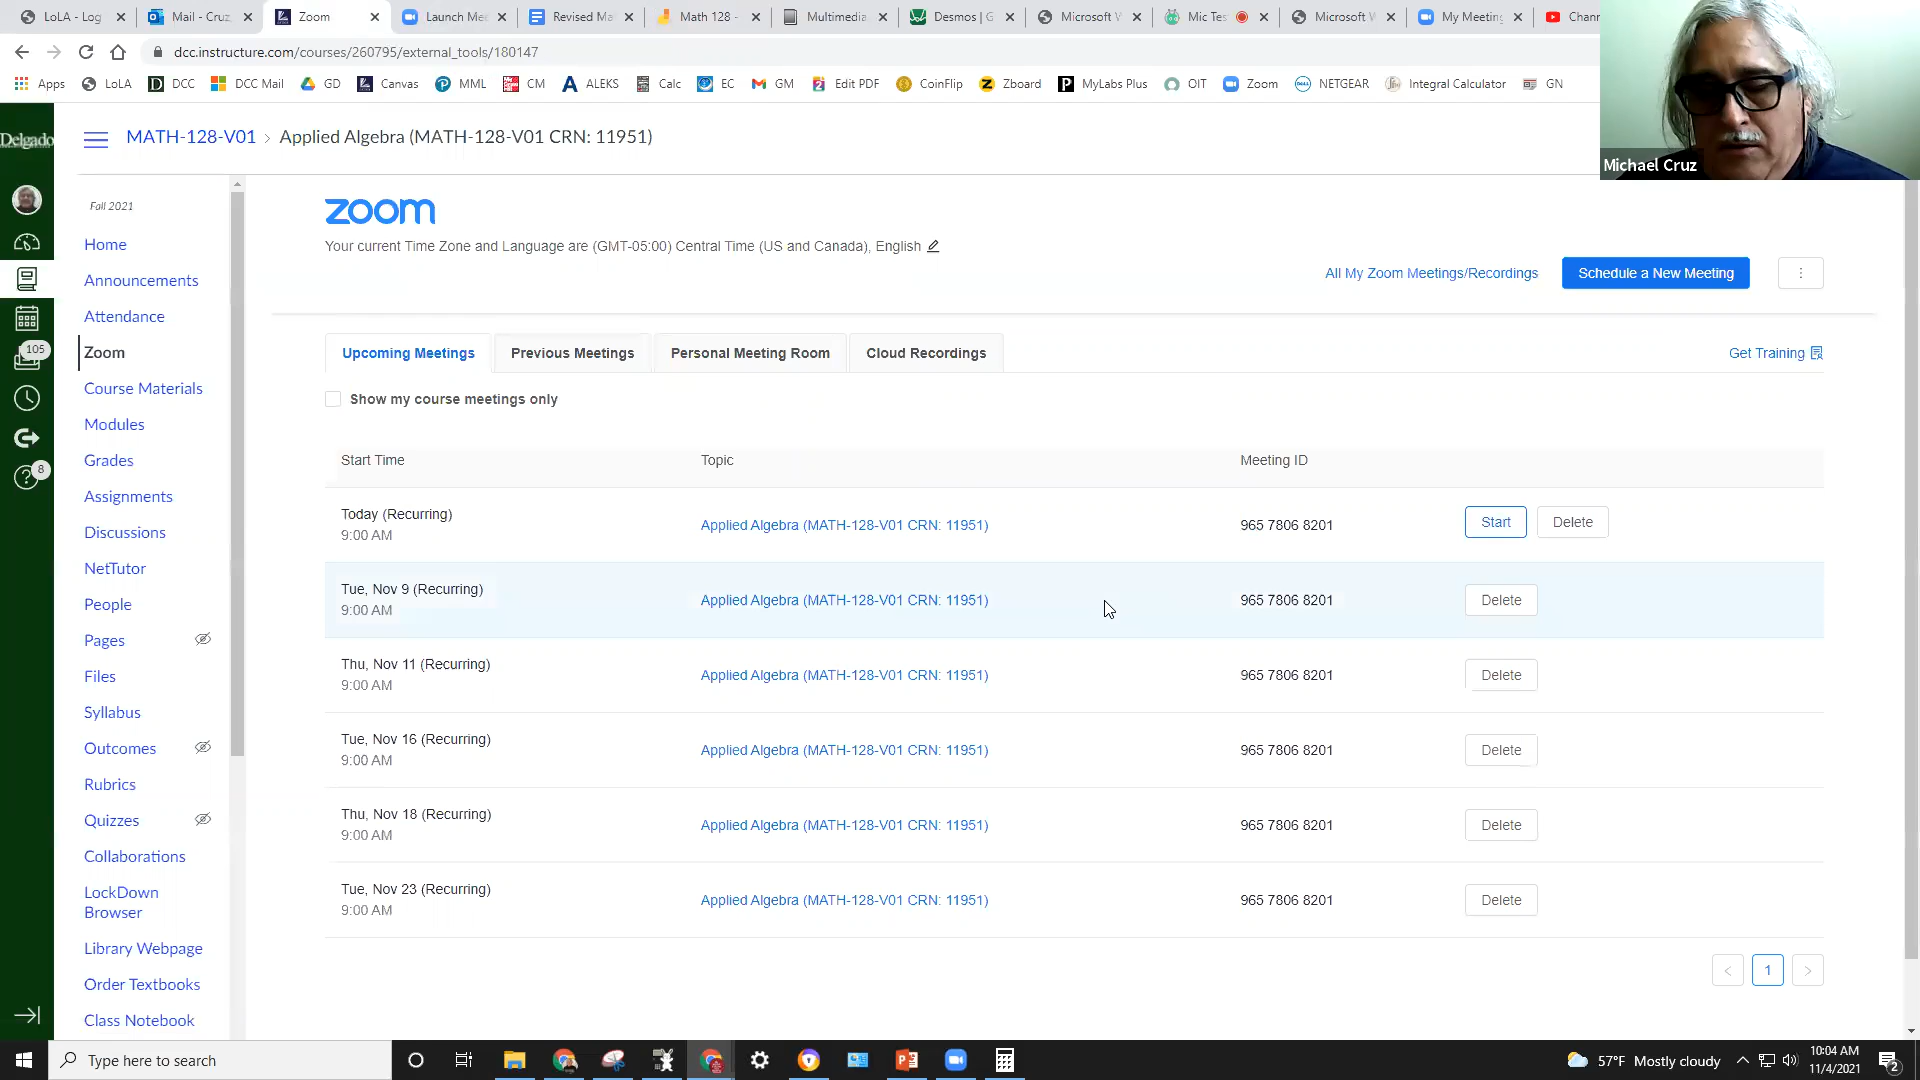 LoLA - Log
Mail - Cruz,
Zoom
Launch Mee
Revised Ma
Math 128 -
Multimedia
Desmos | G
Microsoft V
Mic Tes
Microsoft W
My Meeting
Chann
dcc.instructure.com/courses/260795/external_tools/180147
Apps
LoLA
DCC
DCC Mail
GD
Canvas
MML
CM
ALEKS
Calc
EC
GM
Edit PDF
CoinFlip
Zboard
MyLabs Plus
OIT
Zoom
NETGEAR
Integral Calculator
GN
Michael Cruz
Delgado
MATH-128-V01 > Applied Algebra (MATH-128-V01 CRN: 11951)
105
8
Fall 2021
Home
Announcements
Attendance
Zoom
Course Materials
Modules
Grades
Assignments
Discussions
NetTutor
People
Pages
Files
Syllabus
Outcomes
Rubrics
Quizzes
Collaborations
LockDown
Browser
Library Webpage
Order Textbooks
Class Notebook
zoom
Your current Time Zone and Language are (GMT-05:00) Central Time (US and Canada), English
All My Zoom Meetings/Recordings
Schedule a New Meeting
Upcoming Meetings
Previous Meetings
Personal Meeting Room
Cloud Recordings
Get Training
Show my course meetings only
Start Time Topic Meeting ID
Today (Recurring)
9:00 AM
Applied Algebra (MATH-128-V01 CRN: 11951)
965 7806 8201
Start
Delete
Tue, Nov 9 (Recurring)
9:00 AM
Applied Algebra (MATH-128-V01 CRN: 11951)
965 7806 8201
Delete
Thu, Nov 11 (Recurring)
9:00 AM
Applied Algebra (MATH-128-V01 CRN: 11951)
965 7806 8201
Delete
Tue, Nov 16 (Recurring)
9:00 AM
Applied Algebra (MATH-128-V01 CRN: 11951)
965 7806 8201
Delete
Thu, Nov 18 (Recurring)
9:00 AM
Applied Algebra (MATH-128-V01 CRN: 11951)
965 7806 8201
Delete
Tue, Nov 23 (Recurring)
9:00 AM
Applied Algebra (MATH-128-V01 CRN: 11951)
965 7806 8201
Delete
< 1 >
Type here to search
57°F Mostly cloudy
10:04 AM
11/4/2021
2